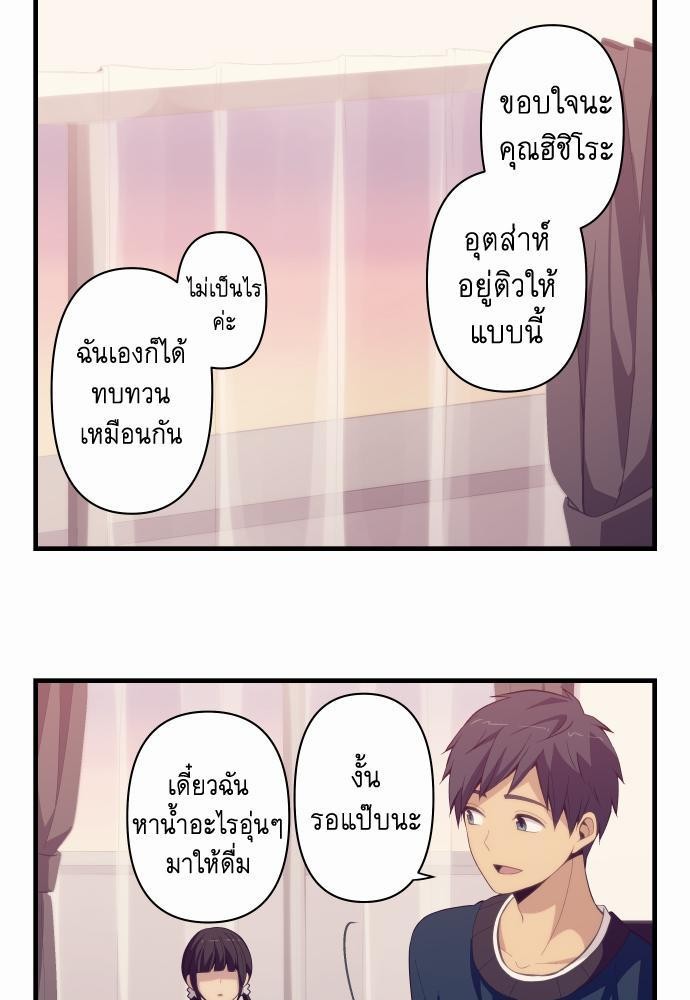 ขอบใจนะ
คุณฮิชิโระ
อุตส่าห์
อยู่ติวให้
แบบนี้
ไม่เป็นไร
ค่ะ
ฉันเองก็ได้
ทบทวน
เหมือนกัน
งั้น
รอแป๊บนะ
เดี๋ยวฉัน
หาน้ำอะไรอุ่นๆ
มาให้ดื่ม